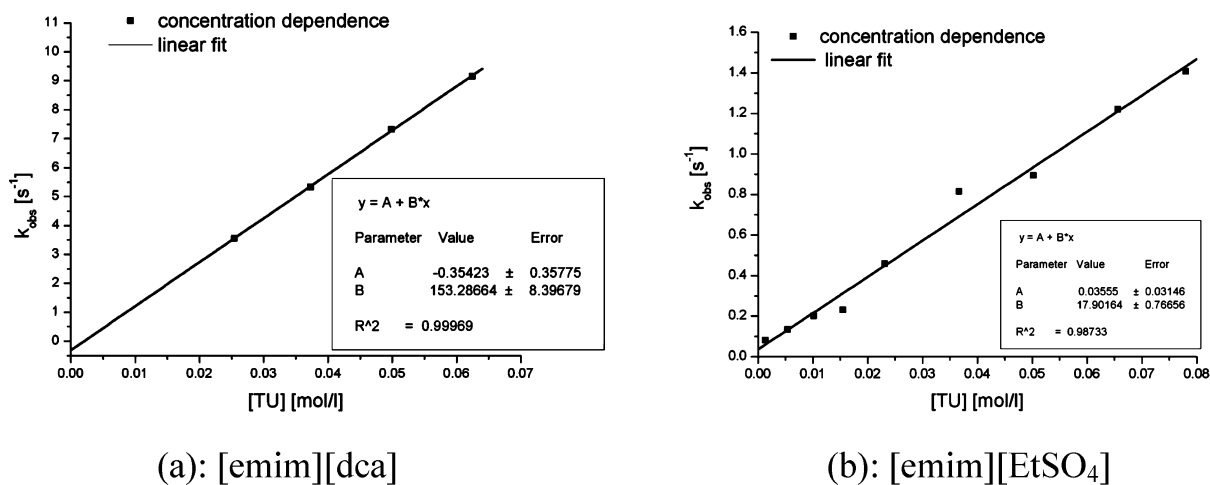 concentration dependence
linear fit
11
10
9
8
7
6
5
4
3
2
1
0
k_obs [s^-1]
y = A + B*x
Parameter Value Error
A -0.35423 ± 0.35775
B 153.28664 ± 8.39679
R^2 = 0.99969
0.00 0.01 0.02 0.03 0.04 0.05 0.06 0.07
[TU] [mol/l]
(a): [emim][dca]
concentration dependence
linear fit
1.6
1.4
1.2
1.0
0.8
0.6
0.4
0.2
0.0
k_obs [s^-1]
y = A + B*x
Parameter Value Error
A 0.03555 ± 0.03146
B 17.90164 ± 0.76656
R^2 = 0.98733
0.00 0.01 0.02 0.03 0.04 0.05 0.06 0.07 0.08
[TU] [mol/l]
(b): [emim][EtSO₄]